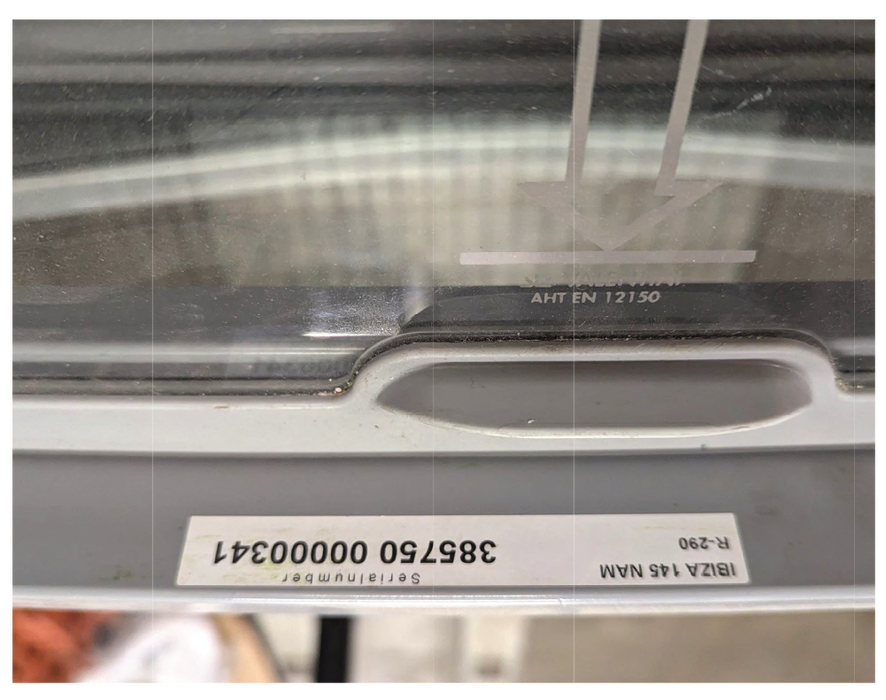 AHT EN 12150
IBIZA 145 NAM
R-290
Serialnumber
385750 00000341